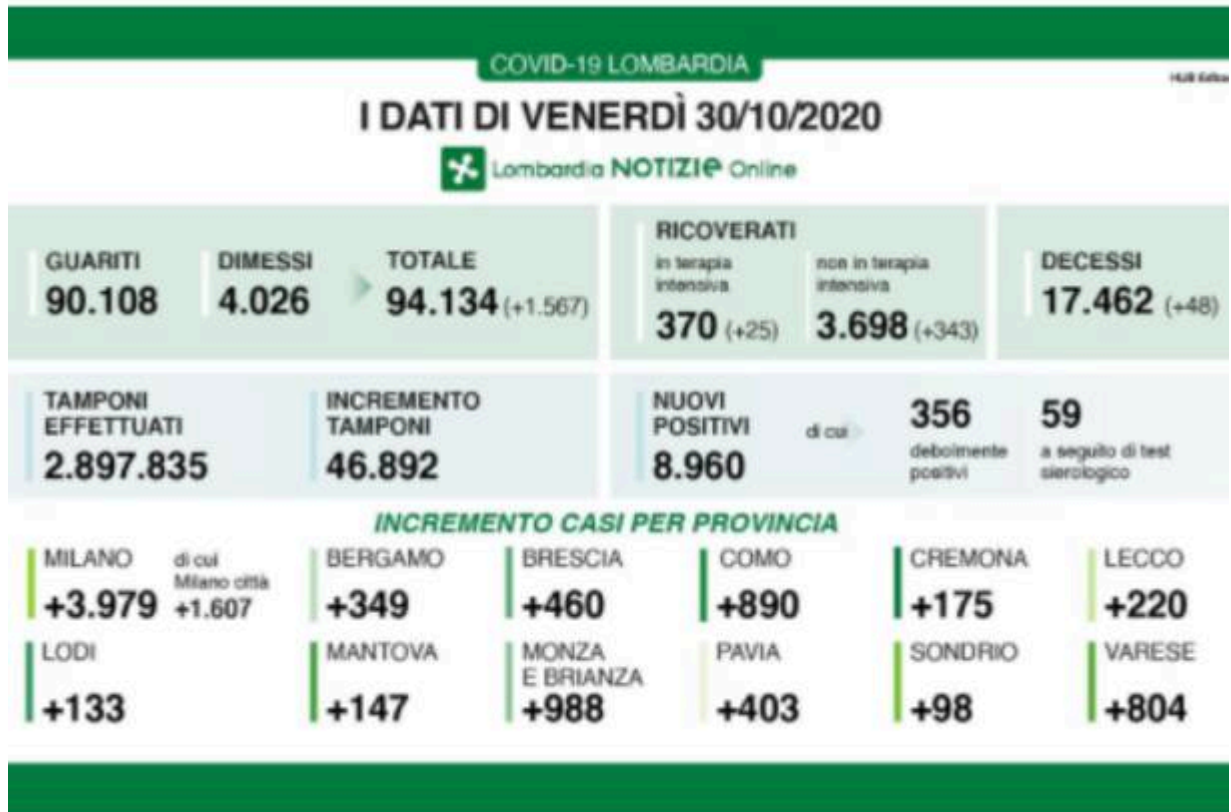 COVID-19 LOMBARDIA
I DATI DI VENERDÌ 30/10/2020
Lombardia NOTIZIE Online
GUARITI
90.108
DIMESSI
4.026
TOTALE
94.134 (+1.567)
RICOVERATI
in terapia
intensiva
370 (+25)
non in terapia
intensiva
3.698 (+343)
DECESSI
17.462 (+48)
TAMPONI
EFFETTUATI
2.897.835
INCREMENTO
TAMPONI
46.892
NUOVI
POSITIVI
8.960
di cui
356
debolmente
positivi
59
a seguito di test
sierologico
INCREMENTO CASI PER PROVINCIA
MILANO
+3.979
di cui
Milano città
+1.607
BERGAMO
+349
BRESCIA
+460
COMO
+890
CREMONA
+175
LECCO
+220
LODI
+133
MANTOVA
+147
MONZA
E BRIANZA
+988
PAVIA
+403
SONDRIO
+98
VARESE
+804